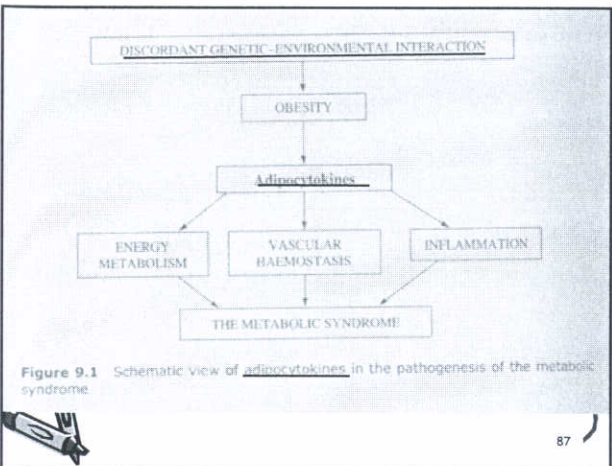 DISCORDANT GENETIC–ENVIRONMENTAL INTERACTION
OBESITY
Adipocytokines
ENERGY
METABOLISM
VASCULAR
HAEMOSTASIS
INFLAMMATION
THE METABOLIC SYNDROME
Figure 9.1 Schematic view of adipocytokines in the pathogenesis of the metabolic
syndrome
87